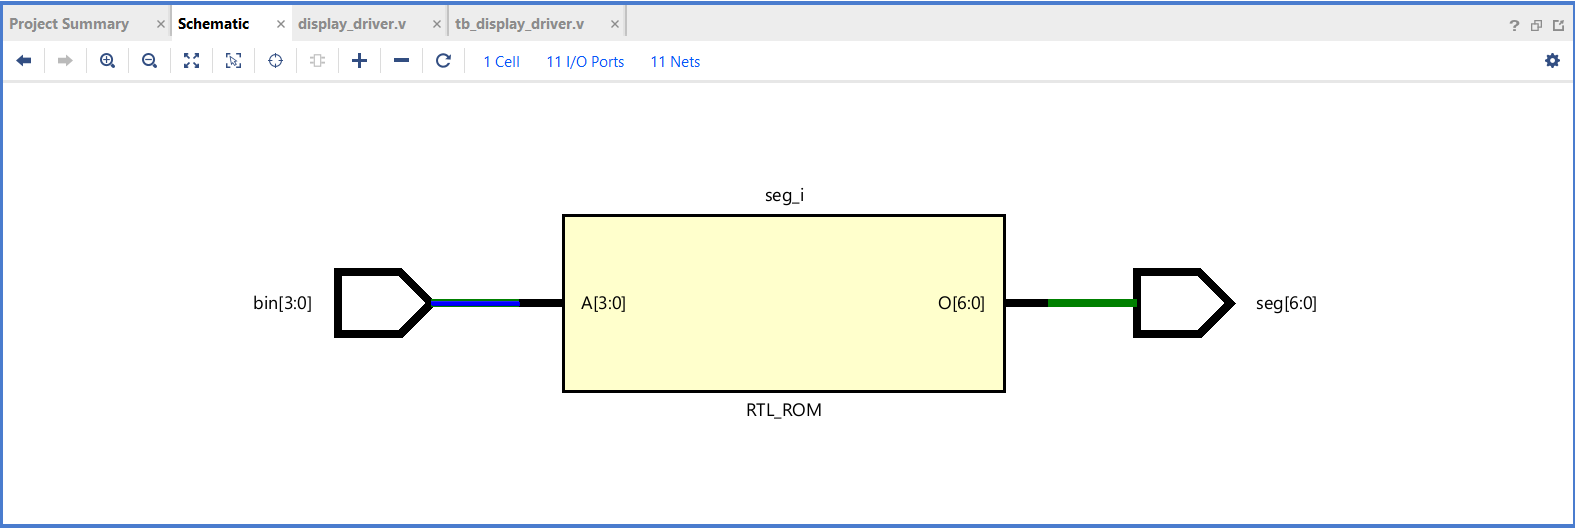 Project Summary × Schematic × display_driver.v × tb_display_driver.v × ?
1 Cell 11 I/O Ports 11 Nets
seg_i
bin[3:0] A[3:0] O[6:0] seg[6:0]
RTL_ROM